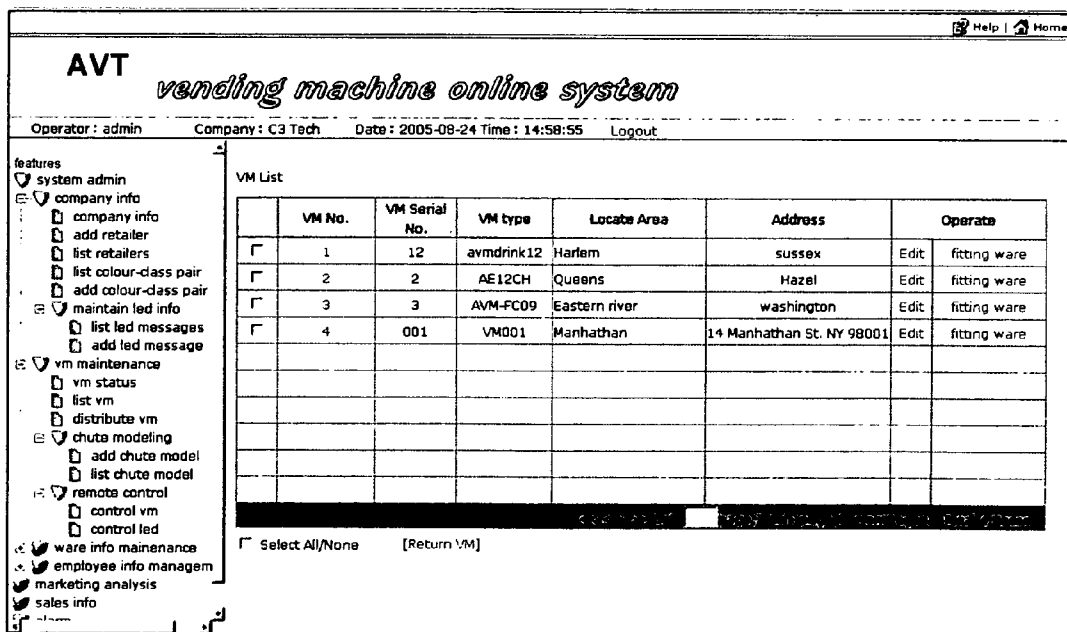 Help | Home
AVT
vending machine online system
Operator : admin Company : C3 Tech Date : 2005-08-24 Time : 14:58:55 Logout
features
system admin
company info
company info
add retailer
list retailers
list colour-class pair
add colour-class pair
maintain led info
list led messages
add led message
vm maintenance
vm status
list vm
distribute vm
chute modeling
add chute model
list chute model
remote control
control vm
control led
ware info mainenance
employee info managem
marketing analysis
sales info
VM List
VM No. VM Serial No. VM type Locate Area Address Operate
1 12 avmdrink12 Harlem sussex Edit fitting ware
2 2 AE12CH Queens Hazel Edit fitting ware
3 3 AVM-FC09 Eastern river washington Edit fitting ware
4 001 VM001 Manhathan 14 Manhathan St. NY 98001 Edit fitting ware
Select All/None [Return VM]